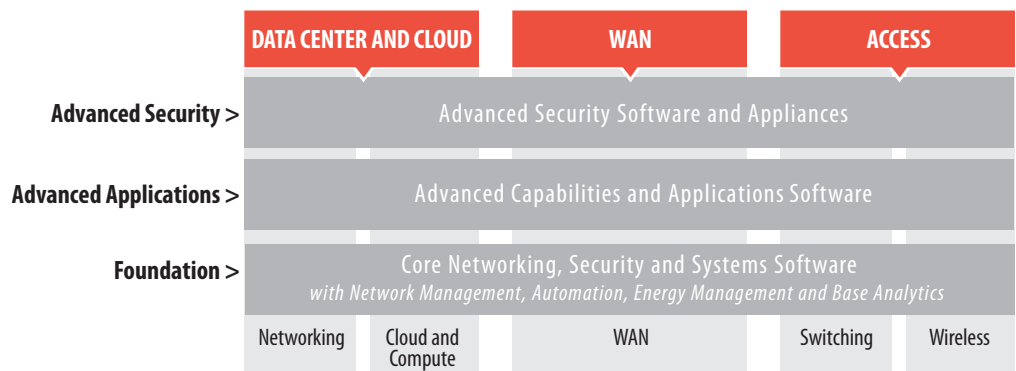 DATA CENTER AND CLOUD
WAN
ACCESS
Advanced Security >
Advanced Security Software and Appliances
Advanced Applications >
Advanced Capabilities and Applications Software
Foundation >
Core Networking, Security and Systems Software
with Network Management, Automation, Energy Management and Base Analytics
Networking
Cloud and
Compute
WAN
Switching
Wireless